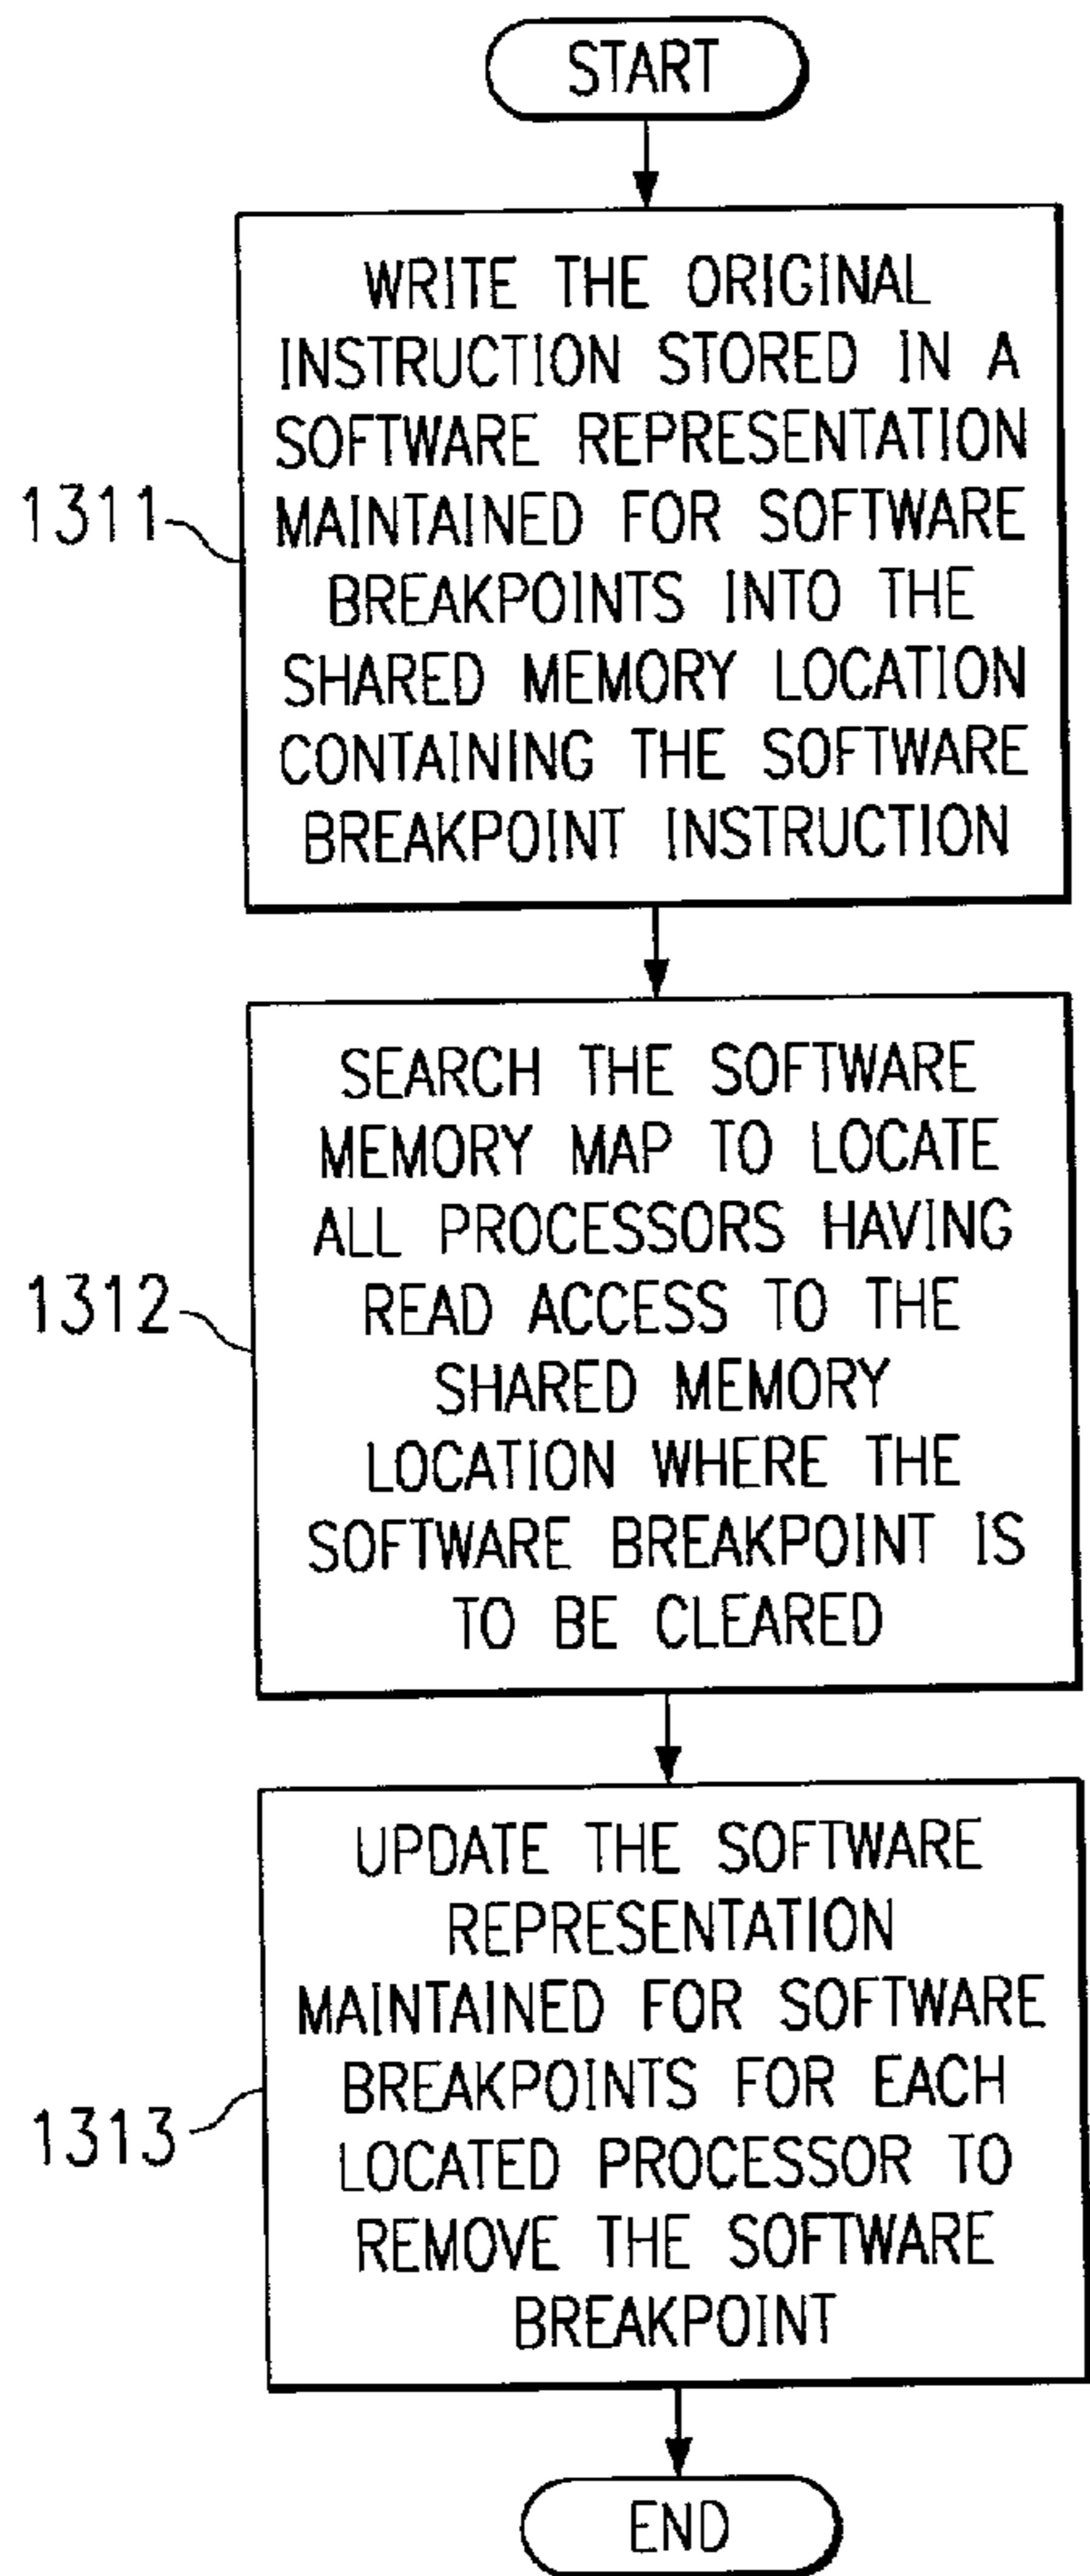 START
WRITE THE ORIGINAL
INSTRUCTION STORED IN A
SOFTWARE REPRESENTATION
MAINTAINED FOR SOFTWARE
BREAKPOINTS INTO THE
SHARED MEMORY LOCATION
CONTAINING THE SOFTWARE
BREAKPOINT INSTRUCTION
1311
SEARCH THE SOFTWARE
MEMORY MAP TO LOCATE
ALL PROCESSORS HAVING
READ ACCESS TO THE
SHARED MEMORY
LOCATION WHERE THE
SOFTWARE BREAKPOINT IS
TO BE CLEARED
1312
UPDATE THE SOFTWARE
REPRESENTATION
MAINTAINED FOR SOFTWARE
BREAKPOINTS FOR EACH
LOCATED PROCESSOR TO
REMOVE THE SOFTWARE
BREAKPOINT
1313
END